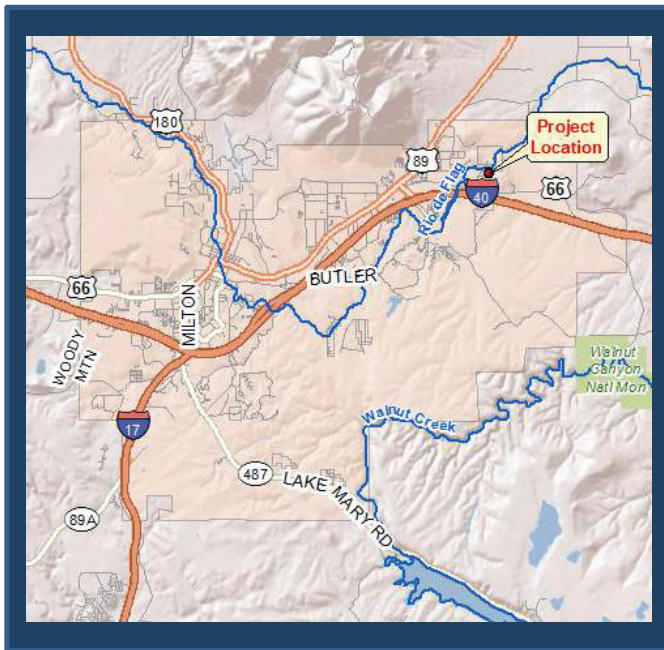 180
Project
Location
89
66
40
Rio de Flag
BUTLER
66
MILTON
WOODY
MTN
Walnut
Canyon
Natl Mon
Walnut Creek
17
487
LAKE MARY RD
89A